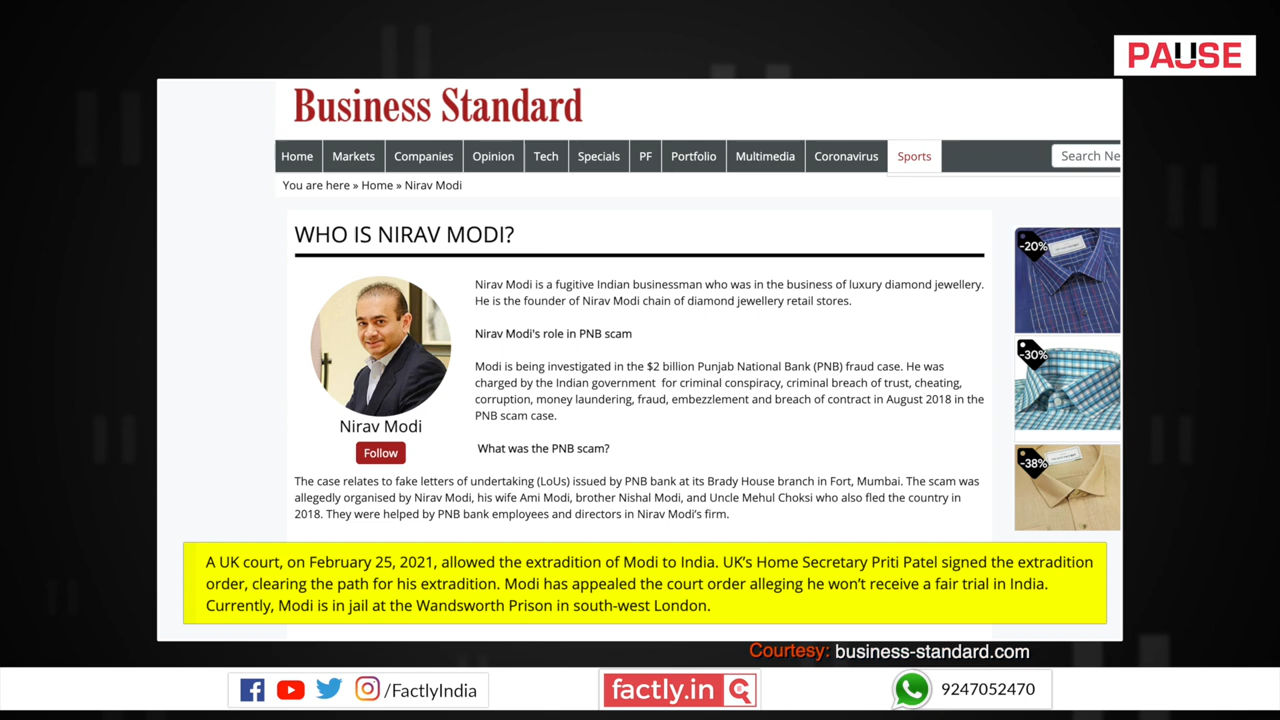 PAUSE
Business Standard
Home Markets Companies Opinion Tech Specials PF Portfolio Multimedia Coronavirus Sports Search Ne
You are here » Home » Nirav Modi
WHO IS NIRAV MODI?
Nirav Modi is a fugitive Indian businessman who was in the business of luxury diamond jewellery.
He is the founder of Nirav Modi chain of diamond jewellery retail stores.
Nirav Modi's role in PNB scam
Modi is being investigated in the $2 billion Punjab National Bank (PNB) fraud case. He was
charged by the Indian government for criminal conspiracy, criminal breach of trust, cheating,
corruption, money laundering, fraud, embezzlement and breach of contract in August 2018 in the
PNB scam case.
Nirav Modi
Follow
What was the PNB scam?
The case relates to fake letters of undertaking (LoUs) issued by PNB bank at its Brady House branch in Fort, Mumbai. The scam was
allegedly organised by Nirav Modi, his wife Ami Modi, brother Nishal Modi, and Uncle Mehul Choksi who also fled the country in
2018. They were helped by PNB bank employees and directors in Nirav Modi's firm.
-20%
-30%
-38%
A UK court, on February 25, 2021, allowed the extradition of Modi to India. UK's Home Secretary Priti Patel signed the extradition
order, clearing the path for his extradition. Modi has appealed the court order alleging he won't receive a fair trial in India.
Currently, Modi is in jail at the Wandsworth Prison in south-west London.
Courtesy: business-standard.com
/FactlyIndia
factly.in
9247052470